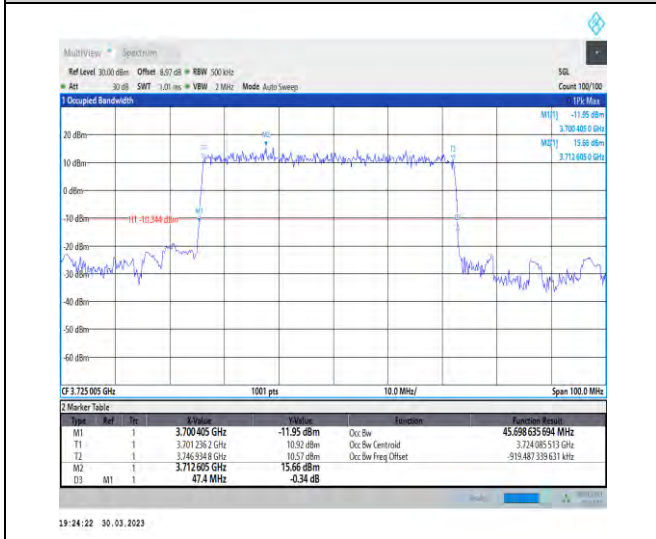 MultiView Spectrum
Ref Level 30.00 dBm Offset 8.97 dB RBW 500 kHz SGL
Att 30 dB SWT 1.01 ms VBW 2 MHz Mode Auto Sweep Count 100/100
1 Occupied Bandwidth 1Pk Max
M1[1] -11.95 dBm
3.700 405 0 GHz
M2[1] 15.66 dBm
3.712 605 0 GHz
20 dBm
M2
T2
10 dBm
0 dBm
M1
-10 dBm H1 -10.344 dBm
-20 dBm
-30 dBm
-40 dBm
-50 dBm
-60 dBm
CF 3.725 005 GHz 1001 pts 10.0 MHz/ Span 100.0 MHz
2 Marker Table
Type Ref Trc X-Value Y-Value Function Function Result
M1 1 3.700 405 GHz -11.95 dBm Occ Bw 45.698 635 694 MHz
T1 1 3.701 236 2 GHz 10.92 dBm Occ Bw Centroid 3.724 085 513 GHz
T2 1 3.746 934 8 GHz 10.57 dBm Occ Bw Freq Offset -919.487 339 631 kHz
M2 1 3.712 605 GHz 15.66 dBm
D3 M1 1 47.4 MHz -0.34 dB
19:24:22 30.03.2023